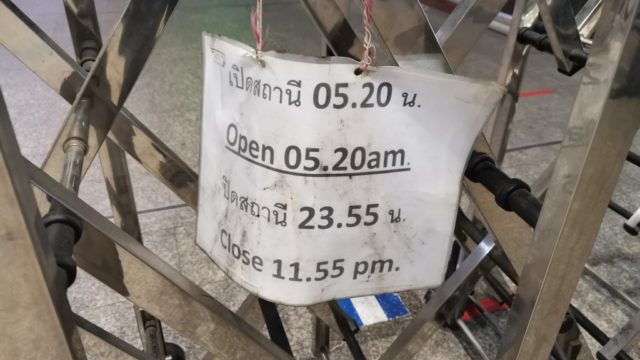 เปิดสถานี 05.20 น.
Open 05.20am.
ปิดสถานี 23.55 น.
Close 11.55 pm.